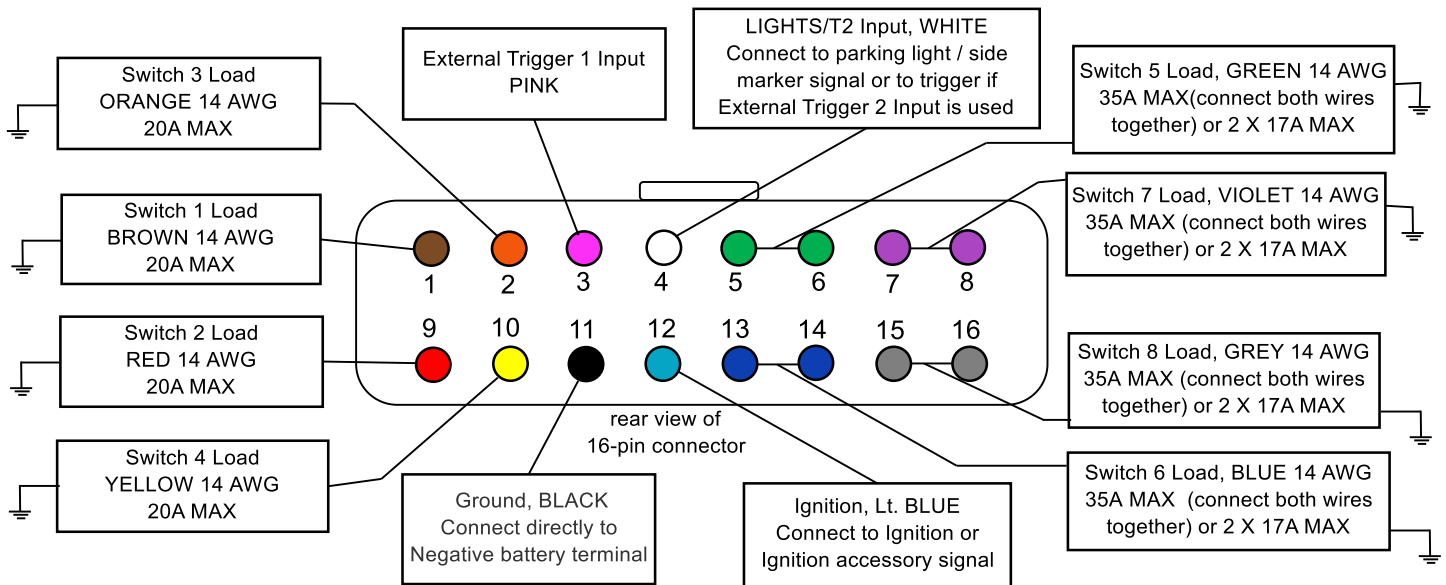 LIGHTS/T2 Input, WHITE
Connect to parking light / side
marker signal or to trigger if
External Trigger 2 Input is used
External Trigger 1 Input
PINK
Switch 3 Load
ORANGE 14 AWG
20A MAX
Switch 5 Load, GREEN 14 AWG
35A MAX(connect both wires
together) or 2 X 17A MAX
Switch 1 Load
BROWN 14 AWG
20A MAX
Switch 7 Load, VIOLET 14 AWG
35A MAX (connect both wires
together) or 2 X 17A MAX
1 2 3 4 5 6 7 8
9 10 11 12 13 14 15 16
Switch 2 Load
RED 14 AWG
20A MAX
Switch 8 Load, GREY 14 AWG
35A MAX (connect both wires
together) or 2 X 17A MAX
rear view of
16-pin connector
Switch 4 Load
YELLOW 14 AWG
20A MAX
Ground, BLACK
Connect directly to
Negative battery terminal
Ignition, Lt. BLUE
Connect to Ignition or
Ignition accessory signal
Switch 6 Load, BLUE 14 AWG
35A MAX (connect both wires
together) or 2 X 17A MAX